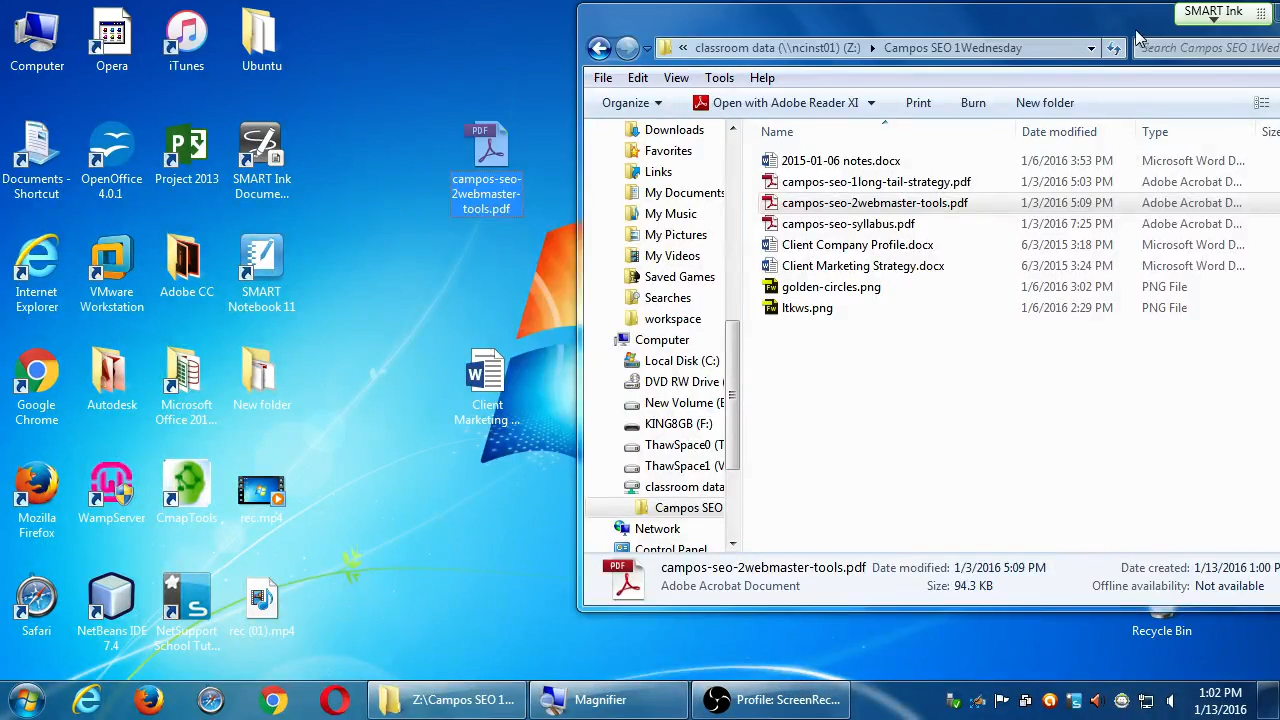 Computer
Opera
iTunes
Ubuntu
Documents -
Shortcut
OpenOffice
4.0.1
Project 2013
SMART Ink
Docume...
Internet
Explorer
VMware
Workstation
Adobe CC
SMART
Notebook 11
Google
Chrome
Autodesk
Microsoft
Office 201...
New folder
Mozilla
Firefox
WampServer
CmapTools
rec.mp4
Safari
NetBeans IDE
7.4
NetSupport
School Tut...
rec (01).mp4
PDF
campos-seo-
2webmaster-
tools.pdf
Client
Marketing ...
SMART Ink
« classroom data (\\ncinst01) (Z:) Campos SEO 1Wednesday
Search Campos SEO 1Wed
File Edit View Tools Help
Organize Open with Adobe Reader XI Print Burn New folder
Downloads
Favorites
Links
My Documents
My Music
My Pictures
My Videos
Saved Games
Searches
workspace
Computer
Local Disk (C:)
DVD RW Drive (
New Volume (E
KING8GB (F:)
ThawSpace0 (T
ThawSpace1 (V
classroom data
Campos SEO
Network
Control Panel
Name Date modified Type Size
2015-01-06 notes.docx 1/6/2016 3:53 PM Microsoft Word D...
campos-seo-1long-tail-strategy.pdf 1/3/2016 5:03 PM Adobe Acrobat D...
campos-seo-2webmaster-tools.pdf 1/3/2016 5:09 PM Adobe Acrobat D...
campos-seo-syllabus.pdf 1/3/2016 7:25 PM Adobe Acrobat D...
Client Company Profile.docx 6/3/2015 3:18 PM Microsoft Word D...
Client Marketing Strategy.docx 6/3/2015 3:24 PM Microsoft Word D...
golden-circles.png 1/6/2016 3:02 PM PNG File
ltkws.png 1/6/2016 2:29 PM PNG File
PDF
campos-seo-2webmaster-tools.pdf Date modified: 1/3/2016 5:09 PM Date created: 1/13/2016 1:00 P
Adobe Acrobat Document Size: 94.3 KB Offline availability: Not available
Recycle Bin
Z:\Campos SEO 1...
Magnifier
Profile: ScreenRec...
1:02 PM
1/13/2016